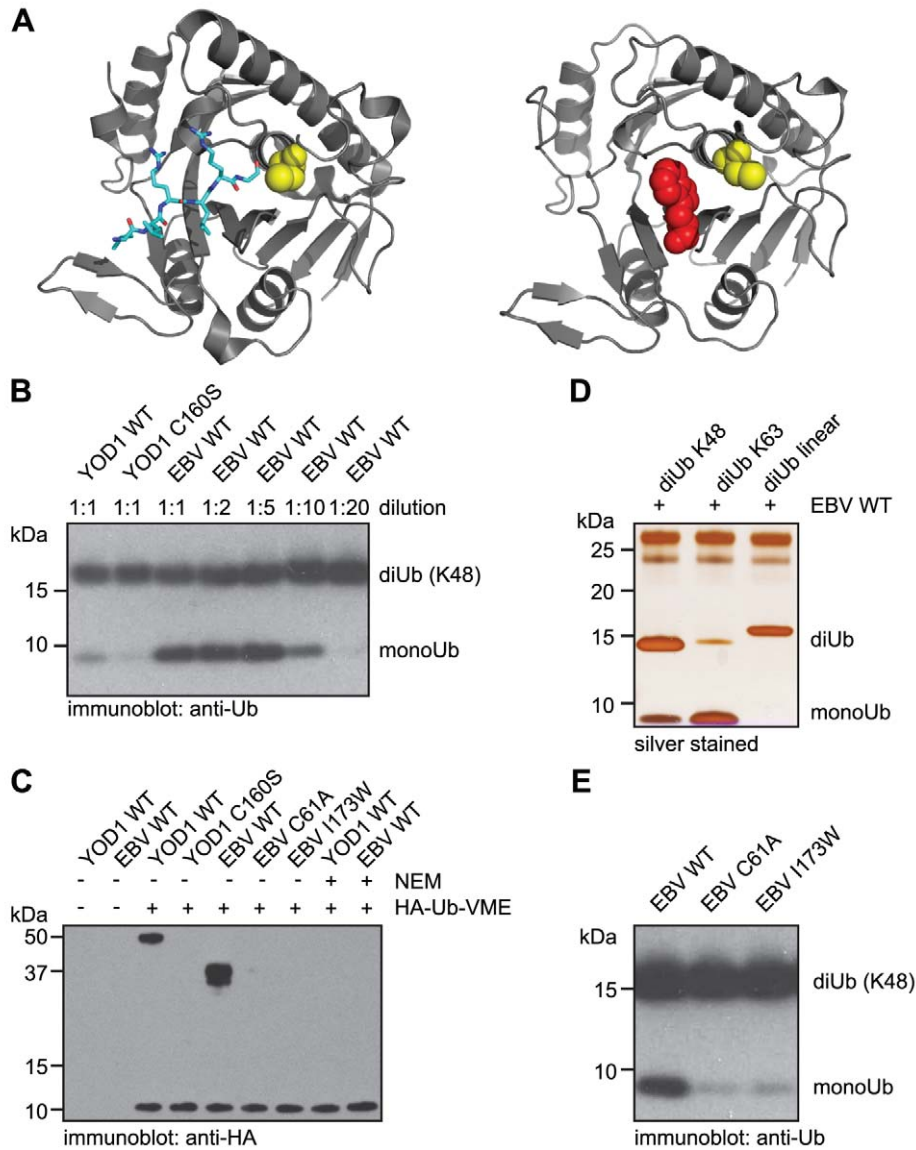 A
B
YOD1 WT YOD1 C160S EBV WT EBV WT EBV WT EBV WT EBV WT
1:1 1:1 1:1 1:2 1:5 1:10 1:20 dilution
kDa
diUb (K48)
15
10
monoUb
immunoblot: anti-Ub
D
diUb K48 diUb K63 diUb linear
+ + + EBV WT
kDa
25
20
15 diUb
10 monoUb
silver stained
C
YOD1 WT EBV WT YOD1 WT YOD1 C160S EBV WT EBV C61A EBV I173W YOD1 WT EBV WT
- - - - - - - + + NEM
- - + + + + + + + HA-Ub-VME
kDa
50
37
15
10
immunoblot: anti-HA
E
EBV WT EBV C61A EBV I173W
kDa
diUb (K48)
15
10
monoUb
immunoblot: anti-Ub